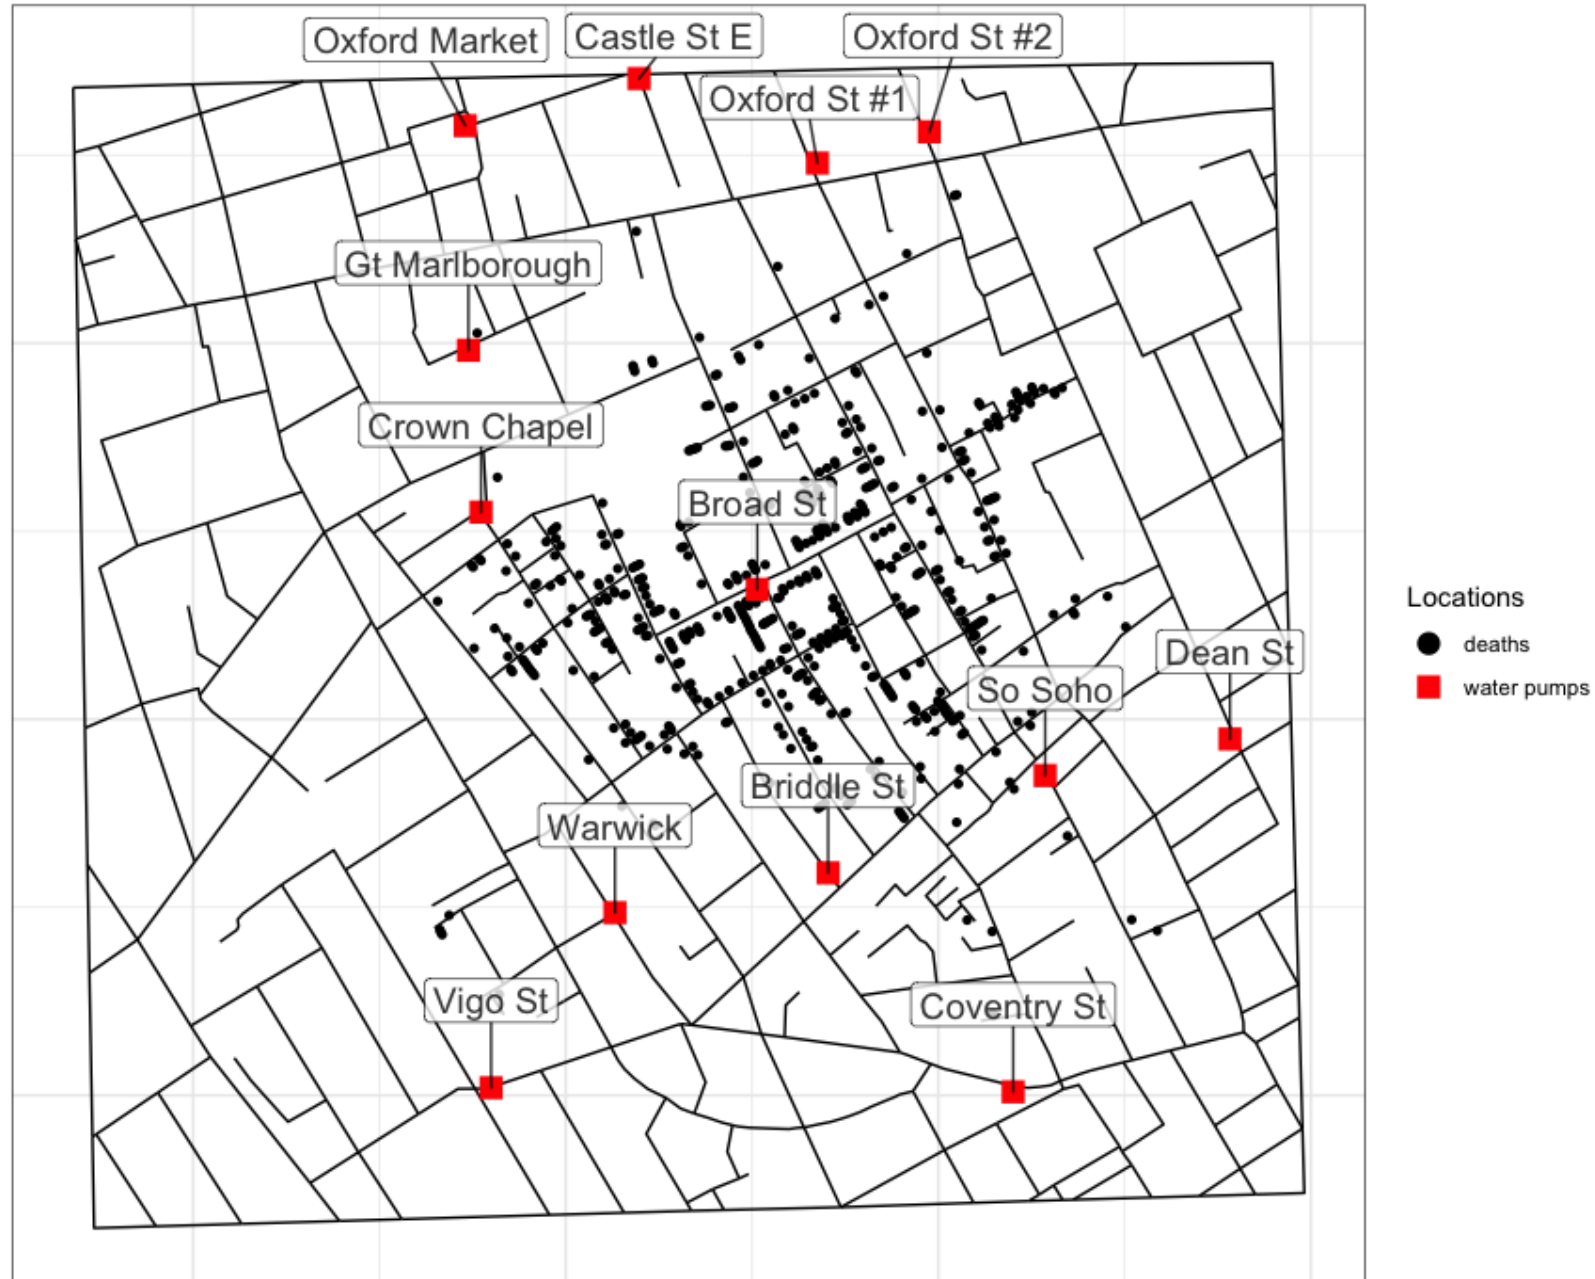 Oxford Market
Castle St E
Oxford St #2
Oxford St #1
Gt Marlborough
Crown Chapel
Broad St
Dean St
So Soho
Briddle St
Warwick
Vigo St
Coventry St
Locations
deaths
water pumps